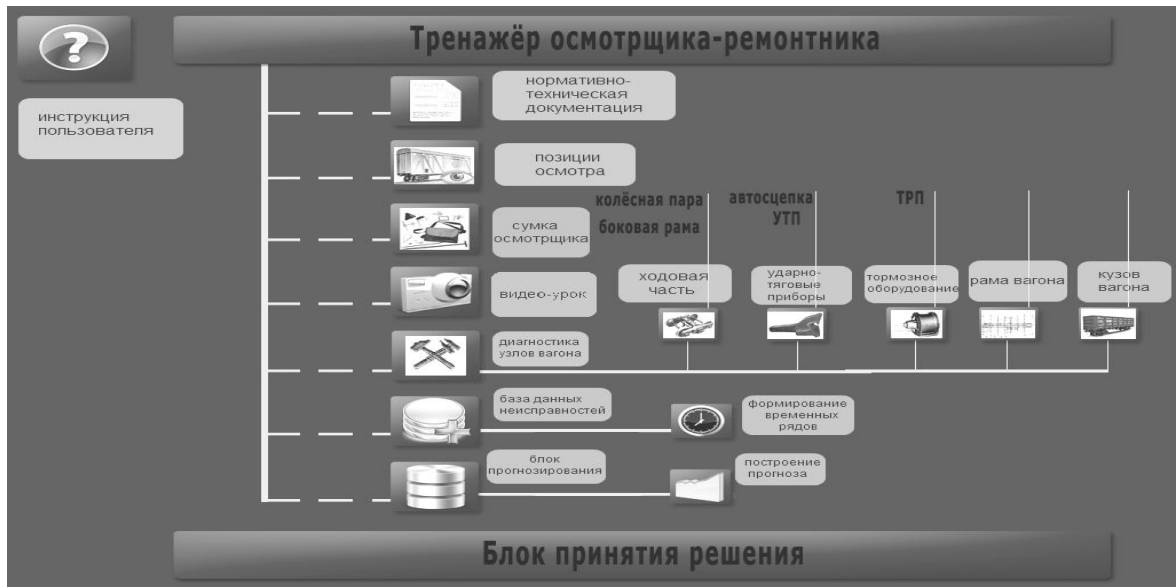 Тренажёр осмотрщика-ремонтника
инструкция
пользователя
нормативно-
техническая
документация
позиции
осмотра
сумка
осмотрщика
видео-урок
диагностика
узлов вагона
колёсная пара
боковая рама
автосцепка
УТП
ТРП
ходовая
часть
ударно-
тяговые
приборы
тормозное
оборудование
рама вагона
кузов
вагона
база данных
неисправностей
формирование
временных
рядов
блок
прогнозирования
построение
прогноза
Блок принятия решения